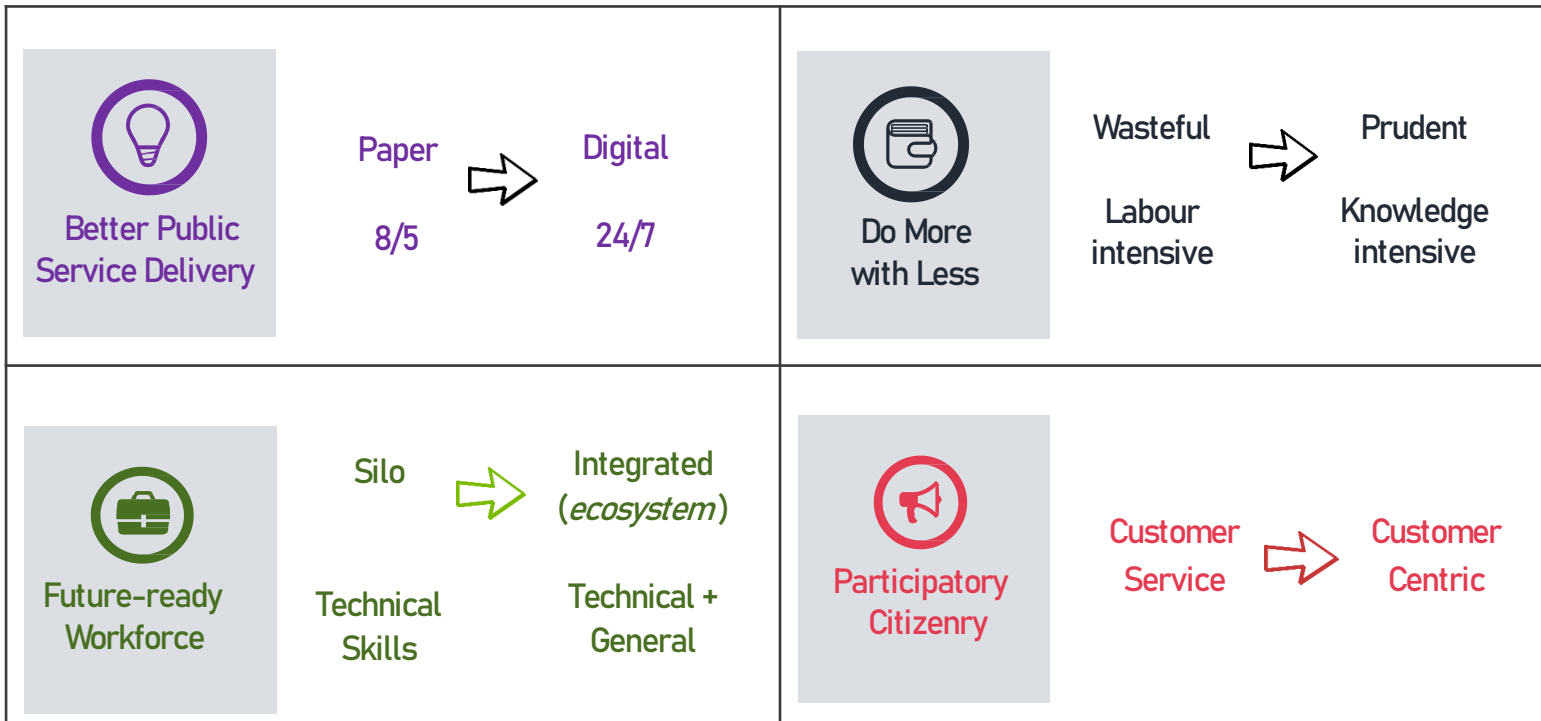 Better Public
Service Delivery
Paper
Digital
8/5
24/7
Do More
with Less
Wasteful
Prudent
Labour
intensive
Knowledge
intensive
Future-ready
Workforce
Silo
Integrated
(ecosystem)
Technical
Skills
Technical +
General
Participatory
Citizenry
Customer
Service
Customer
Centric